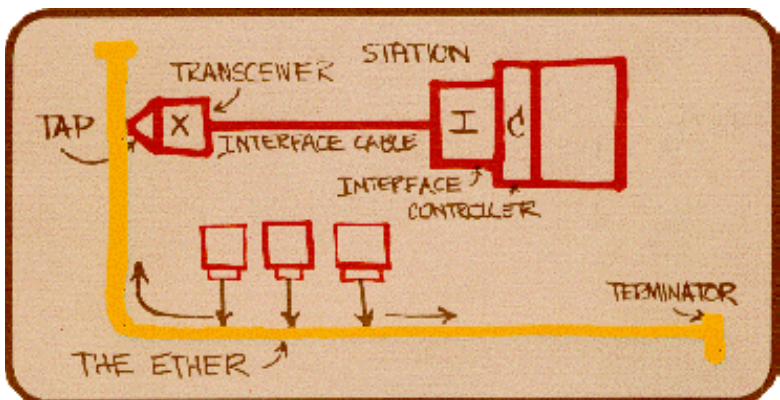 STATION
TRANSCEIVER
TAP
X
I
C
INTERFACE CABLE
INTERFACE
CONTROLLER
TERMINATOR
THE ETHER